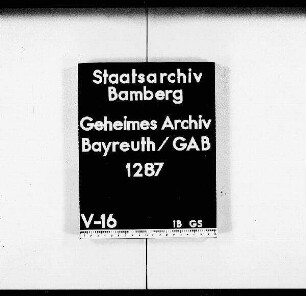 Staatsarchiv
Bamberg
Geheimes Archiv
Bayreuth / GAB
1287
V-16 1B GS